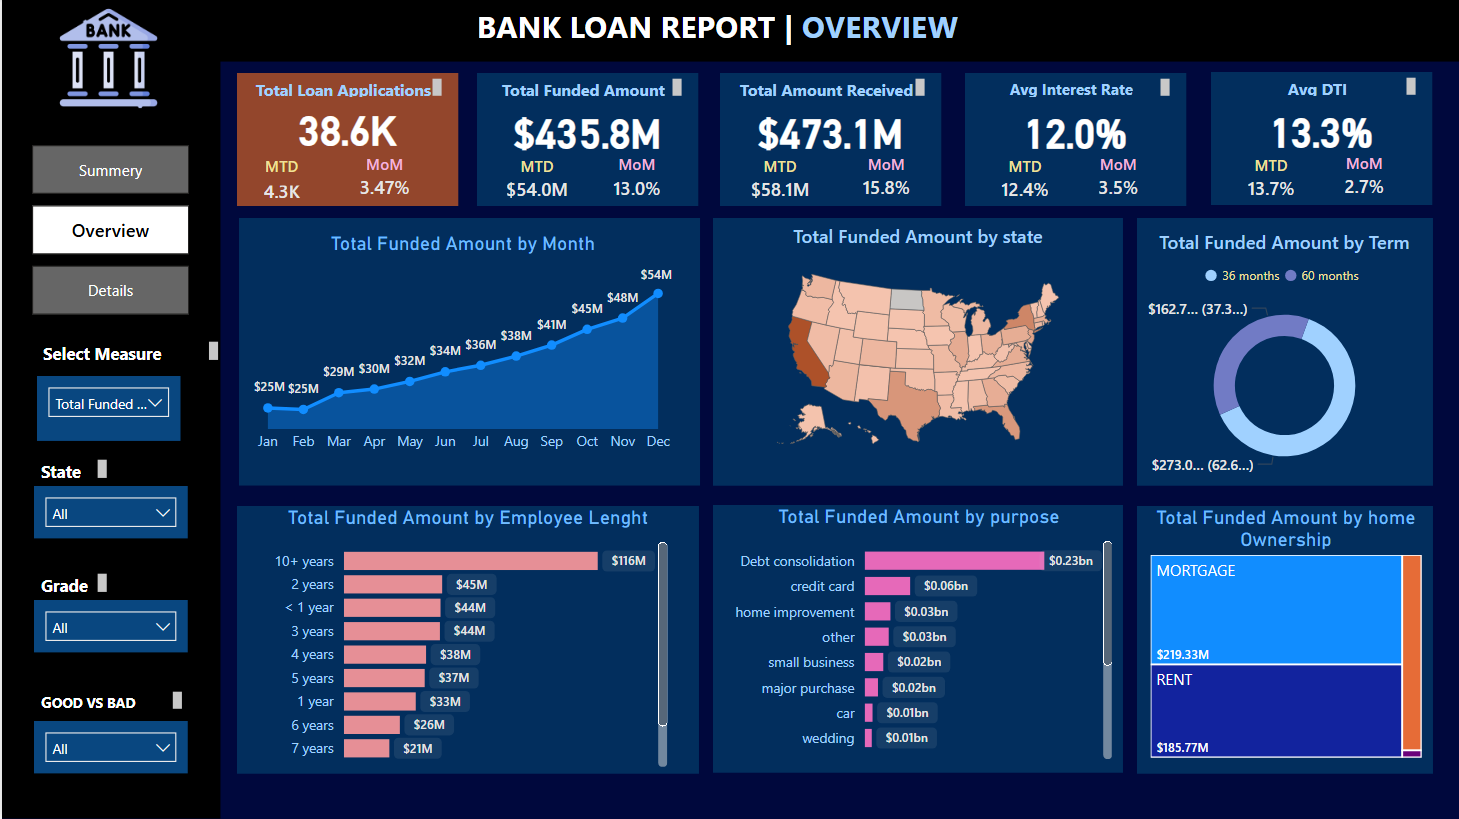 BANK
BANK LOAN REPORT | OVERVIEW
Summery
Overview
Details
Select Measure
Total Funded ...
State
All
Grade
All
GOOD VS BAD
All
Total Loan Applications
38.6K
MTD MoM
4.3K 3.47%
Total Funded Amount
$435.8M
MTD MoM
$54.0M 13.0%
Total Amount Received
$473.1M
MTD MoM
$58.1M 15.8%
Avg Interest Rate
12.0%
MTD MoM
12.4% 3.5%
Avg DTI
13.3%
MTD MoM
13.7% 2.7%
Total Funded Amount by Month
$25M $25M $29M $30M $32M $34M $36M $38M $41M $45M $48M $54M
Jan Feb Mar Apr May Jun Jul Aug Sep Oct Nov Dec
Total Funded Amount by state
Total Funded Amount by Term
36 months 60 months
$162.7... (37.3...)
$273.0... (62.6...)
Total Funded Amount by Employee Lenght
10+ years $116M
2 years $45M
< 1 year $44M
3 years $44M
4 years $38M
5 years $37M
1 year $33M
6 years $26M
7 years $21M
Total Funded Amount by purpose
Debt consolidation $0.23bn
credit card $0.06bn
home improvement $0.03bn
other $0.03bn
small business $0.02bn
major purchase $0.02bn
car $0.01bn
wedding $0.01bn
Total Funded Amount by home
Ownership
MORTGAGE
$219.33M
RENT
$185.77M